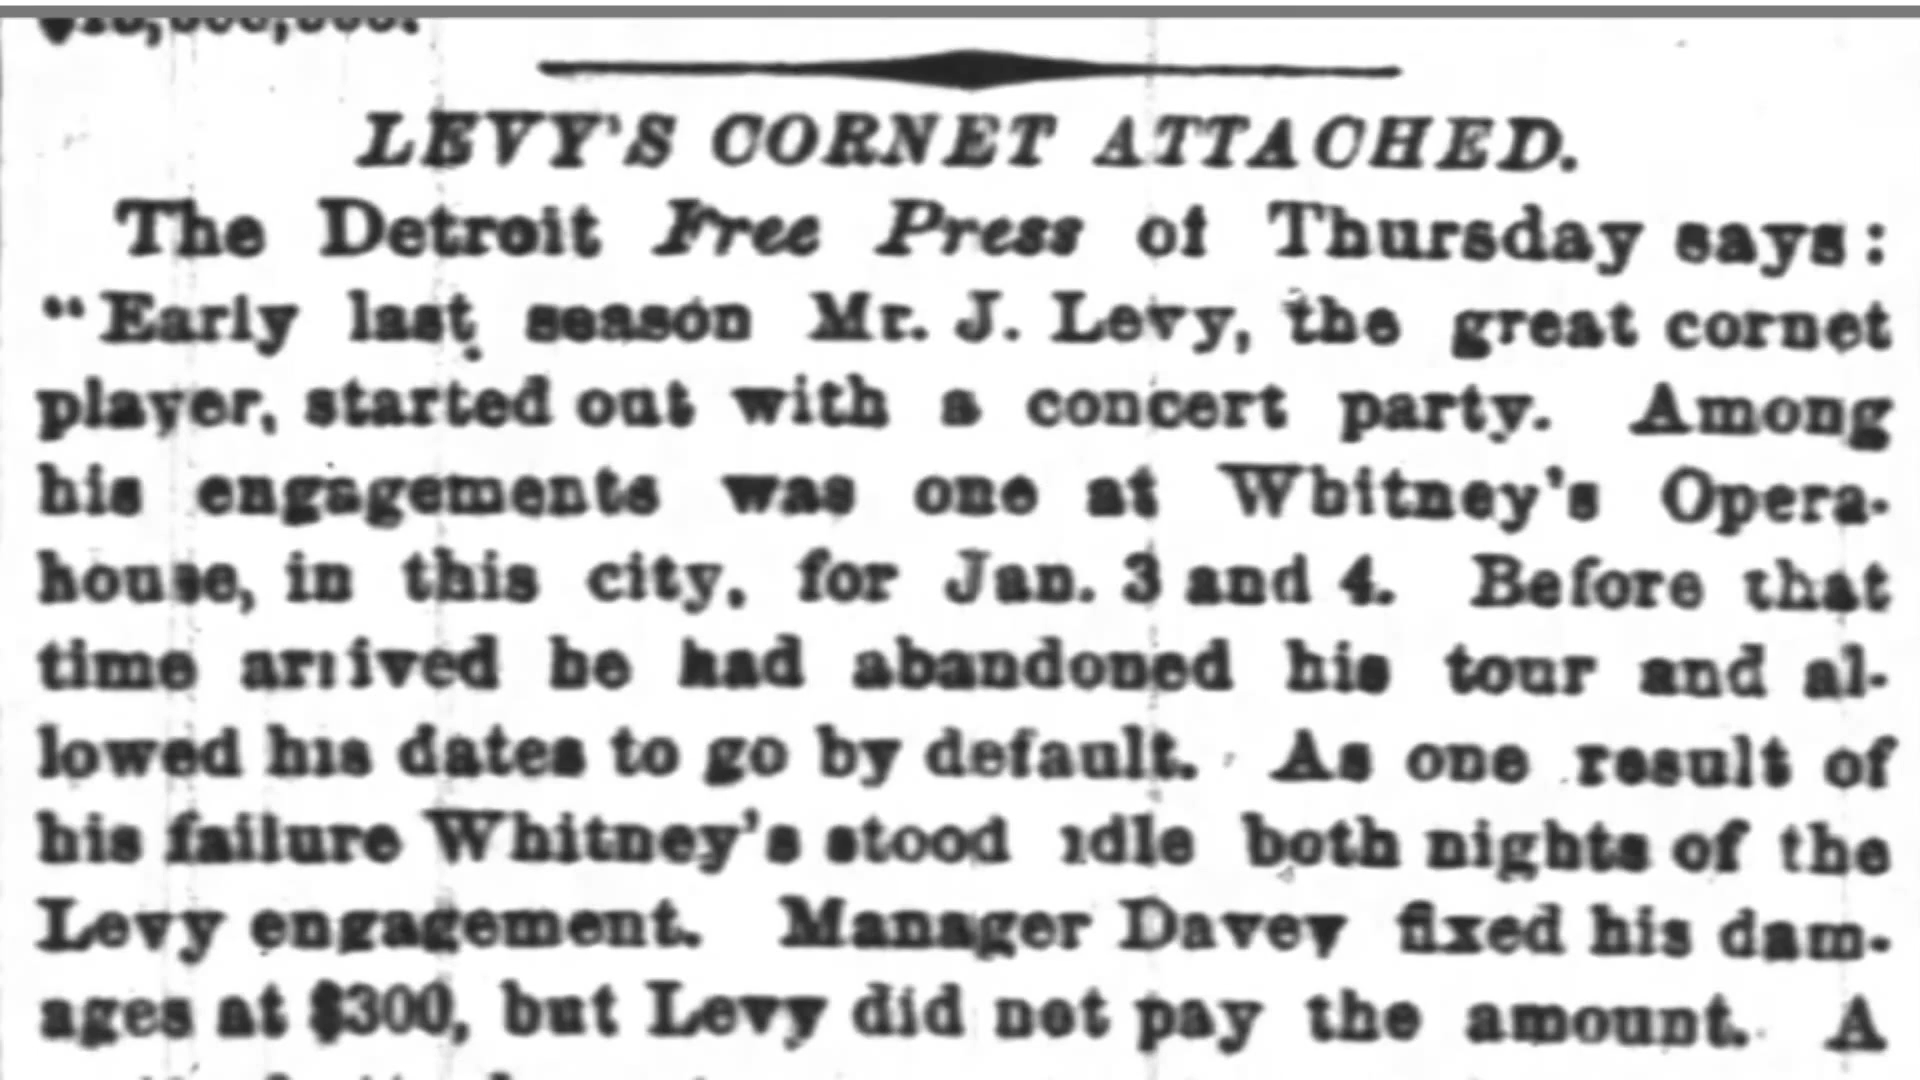 LEVY'S CORNET ATTACHED.
The Detroit Free Press of Thursday says:
"Early last season Mr. J. Levy, the great cornet
player, started out with a concert party. Among
his engagements was one at Whitney's Opera-
house, in this city, for Jan. 3 and 4. Before that
time arrived he had abandoned his tour and al-
lowed his dates to go by default. As one result of
his failure Whitney's stood idle both nights of the
Levy engagement. Manager Davey fixed his dam-
ages at $300, but Levy did not pay the amount. A